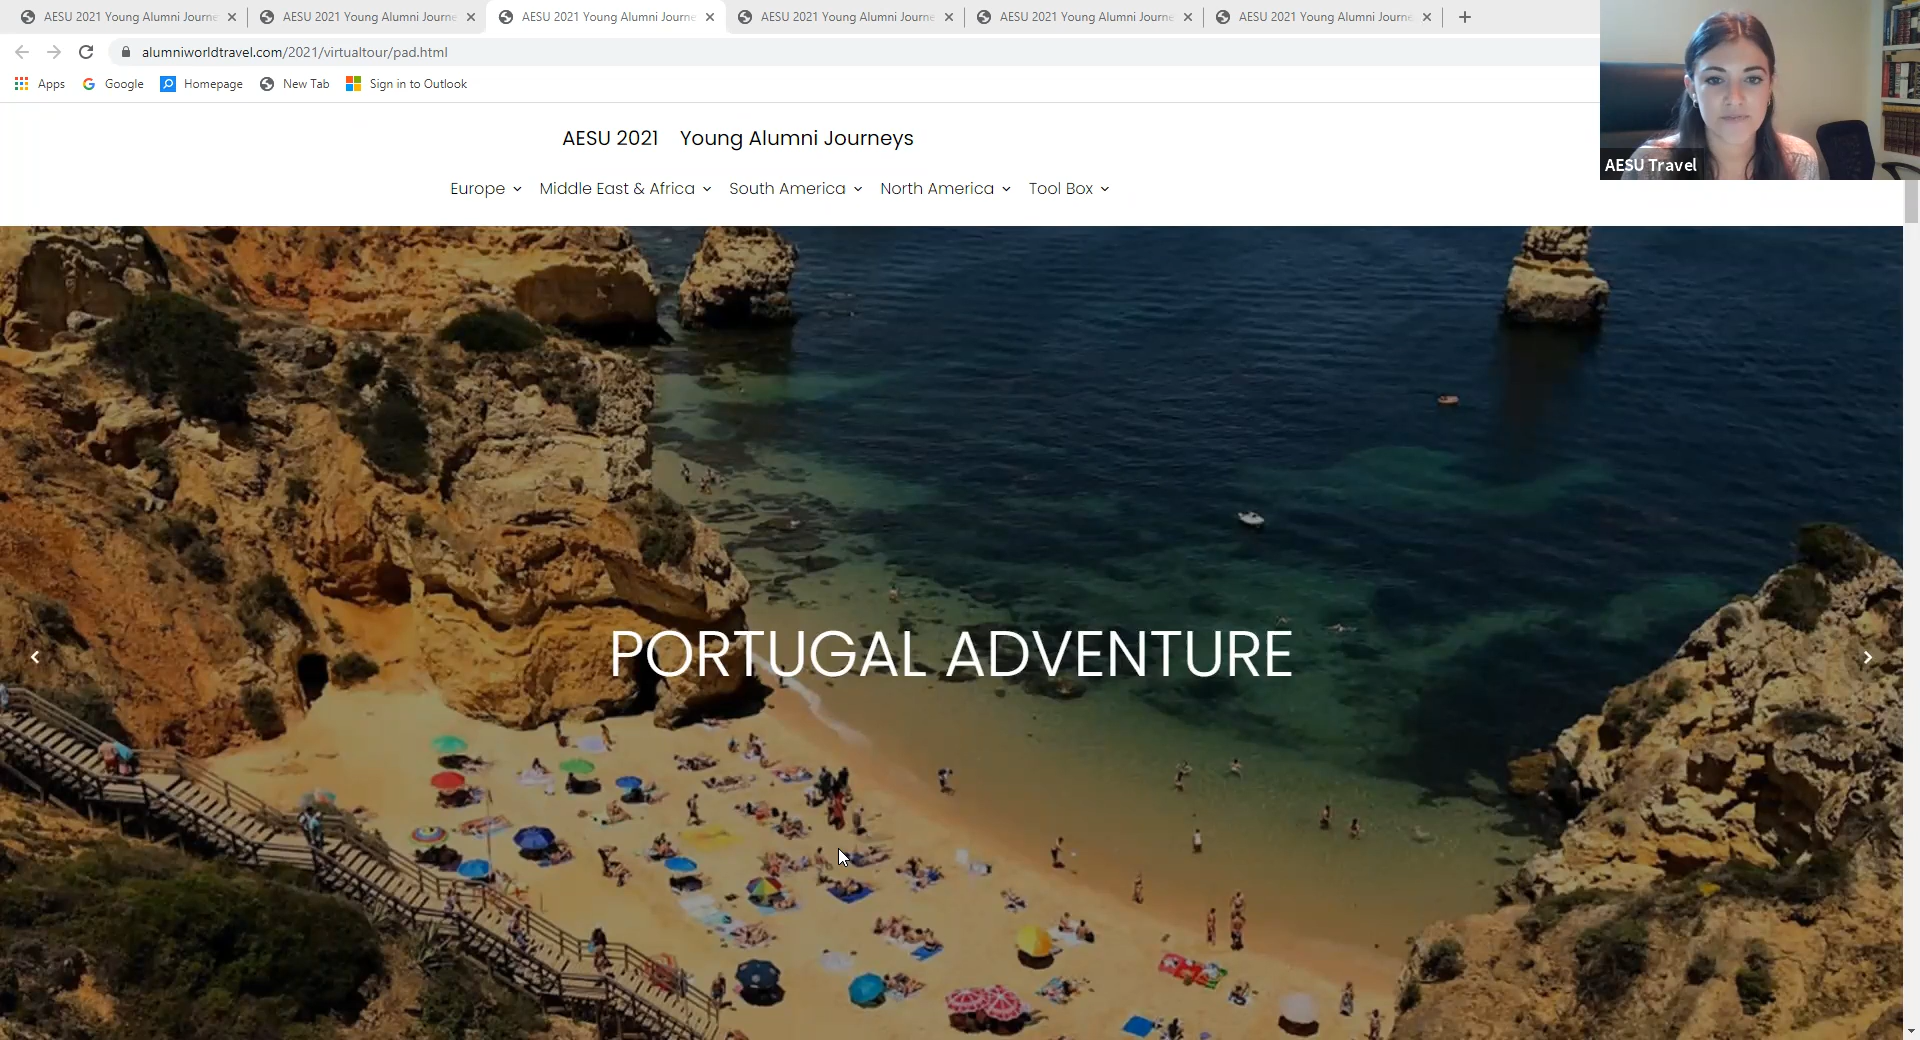 AESU 2021 Young Alumni Journe
AESU 2021 Young Alumni Journe
AESU 2021 Young Alumni Journe
AESU 2021 Young Alumni Journe
AESU 2021 Young Alumni Journe
AESU 2021 Young Alumni Journe
alumniworldtravel.com/2021/virtualtour/pad.html
Apps
Google
Homepage
New Tab
Sign in to Outlook
AESU 2021 Young Alumni Journeys
AESU Travel
Europe
Middle East & Africa
South America
North America
Tool Box
PORTUGAL ADVENTURE